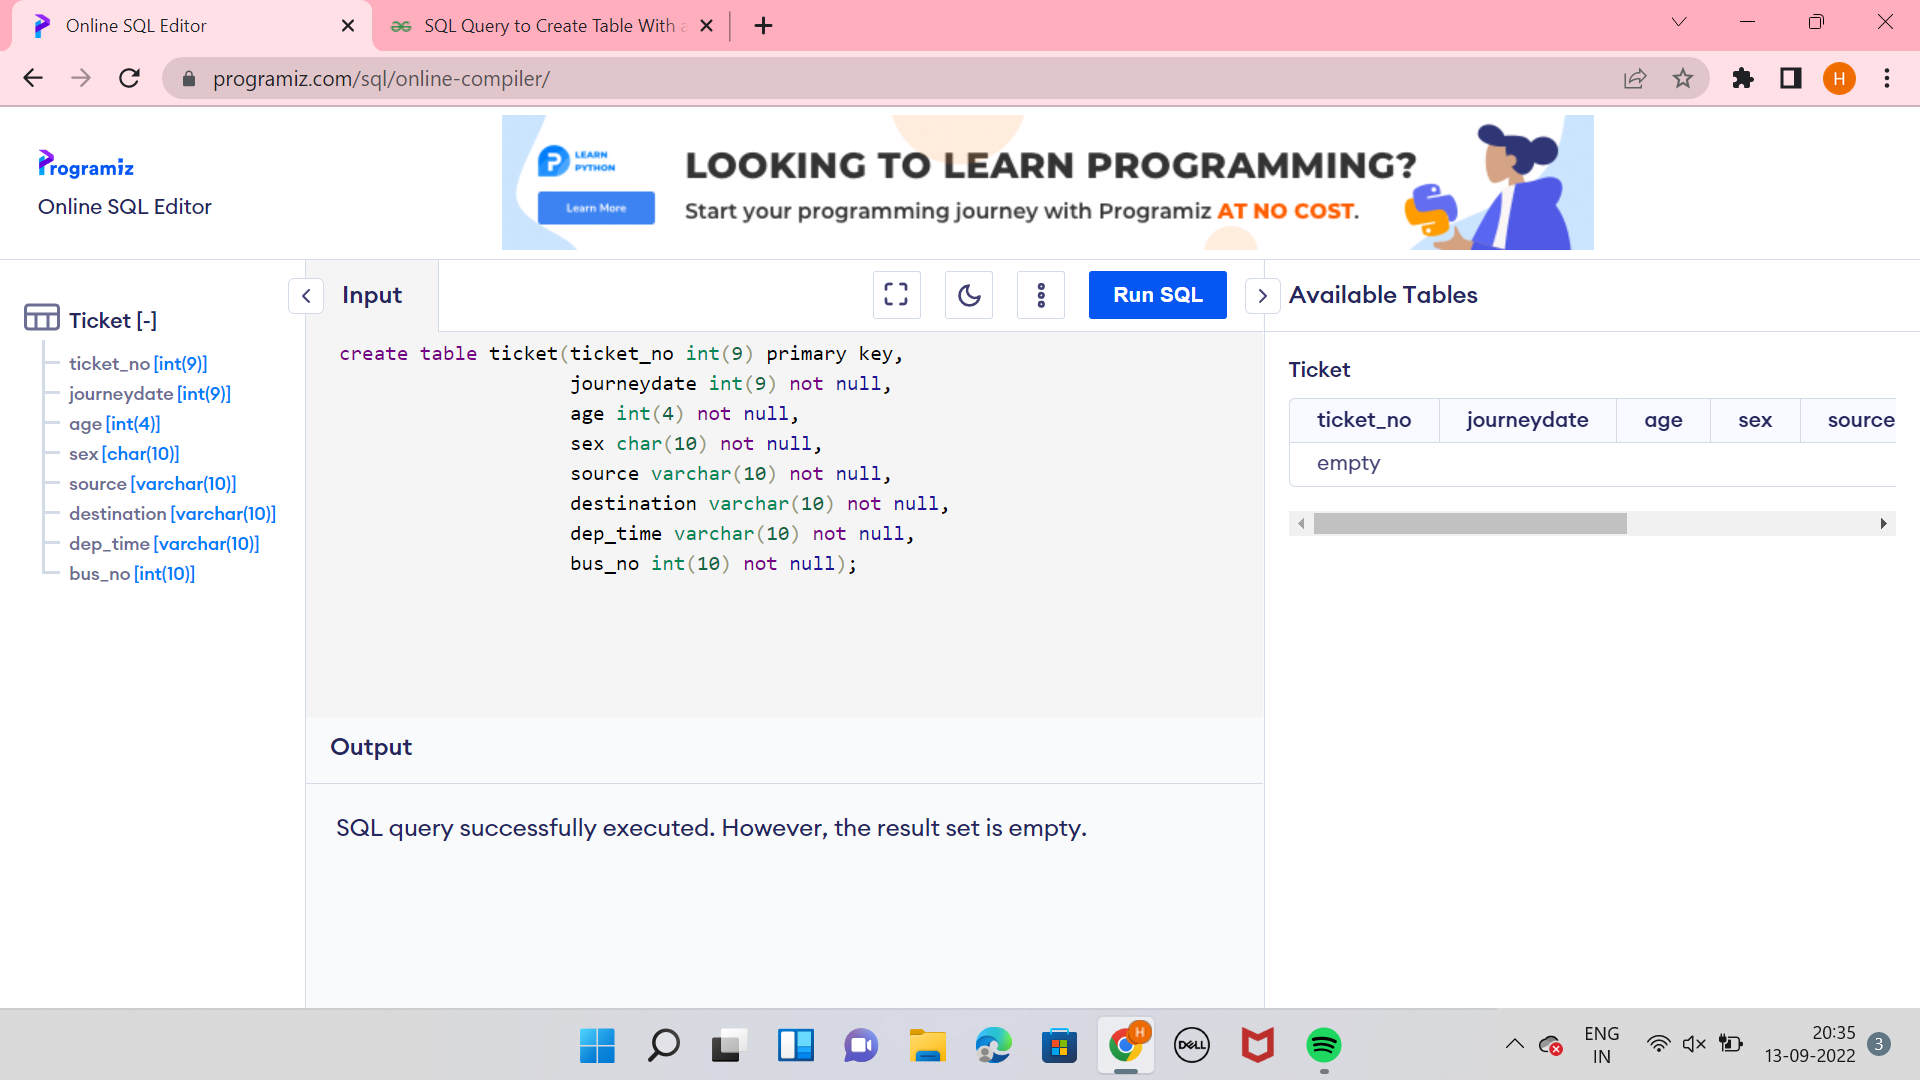 Online SQL Editor
SQL Query to Create Table With a
programiz.com/sql/online-compiler/
H
Programiz
Online SQL Editor
LEARN PYTHON
Learn More
LOOKING TO LEARN PROGRAMMING?
Start your programming journey with Programiz AT NO COST.
Ticket [-]
ticket_no [int(9)]
journeydate [int(9)]
age [int(4)]
sex [char(10)]
source [varchar(10)]
destination [varchar(10)]
dep_time [varchar(10)]
bus_no [int(10)]
Input
Run SQL
create table ticket(ticket_no int(9) primary key,
journeydate int(9) not null,
age int(4) not null,
sex char(10) not null,
source varchar(10) not null,
destination varchar(10) not null,
dep_time varchar(10) not null,
bus_no int(10) not null);
Output
SQL query successfully executed. However, the result set is empty.
Available Tables
Ticket
ticket_no journeydate age sex source
empty
H
DELL
ENG
IN
20:35
13-09-2022
3